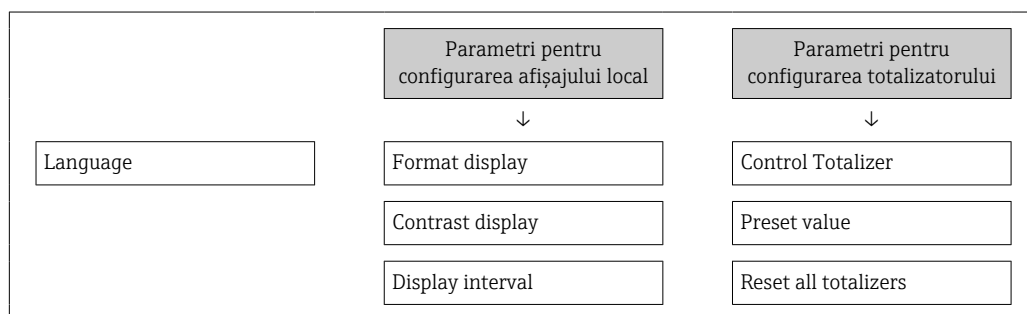 Parametri pentru
configurarea afișajului local
Parametri pentru
configurarea totalizatorului
↓
↓
Language
Format display
Control Totalizer
Contrast display
Preset value
Display interval
Reset all totalizers